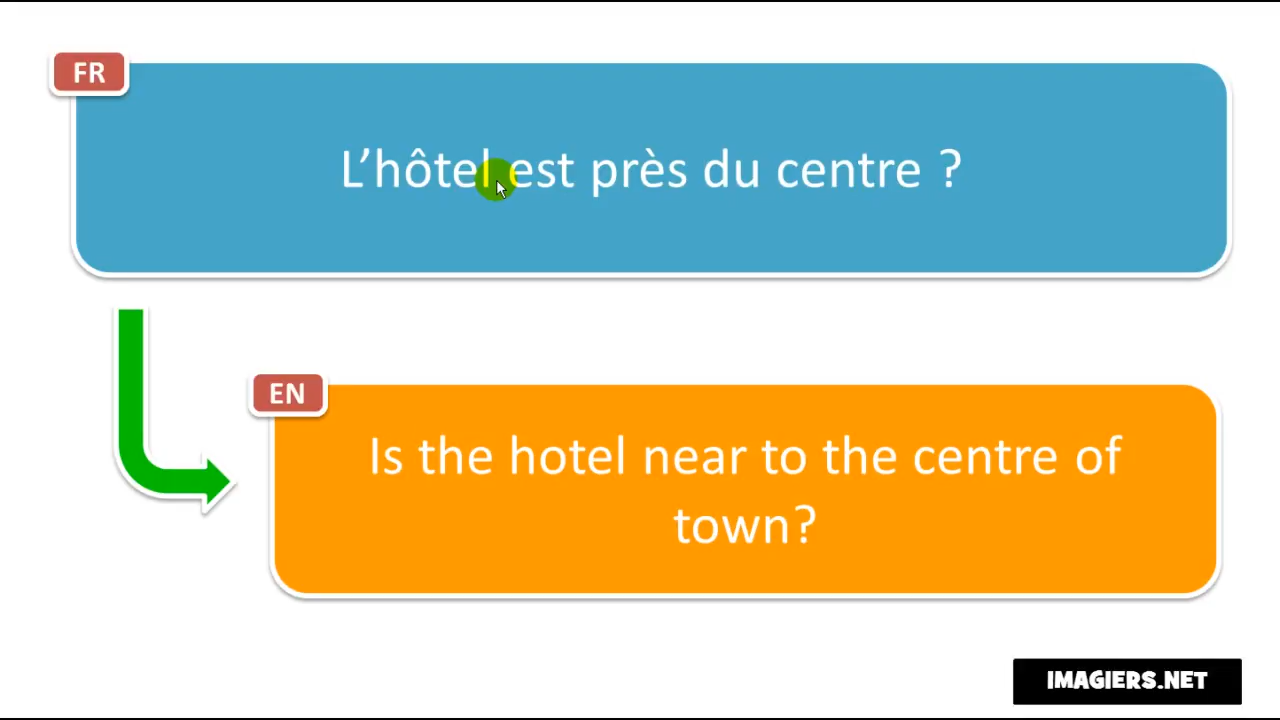 FR
L’hôtel est près du centre ?
EN
Is the hotel near to the centre of
town?
IMAGIERS.NET